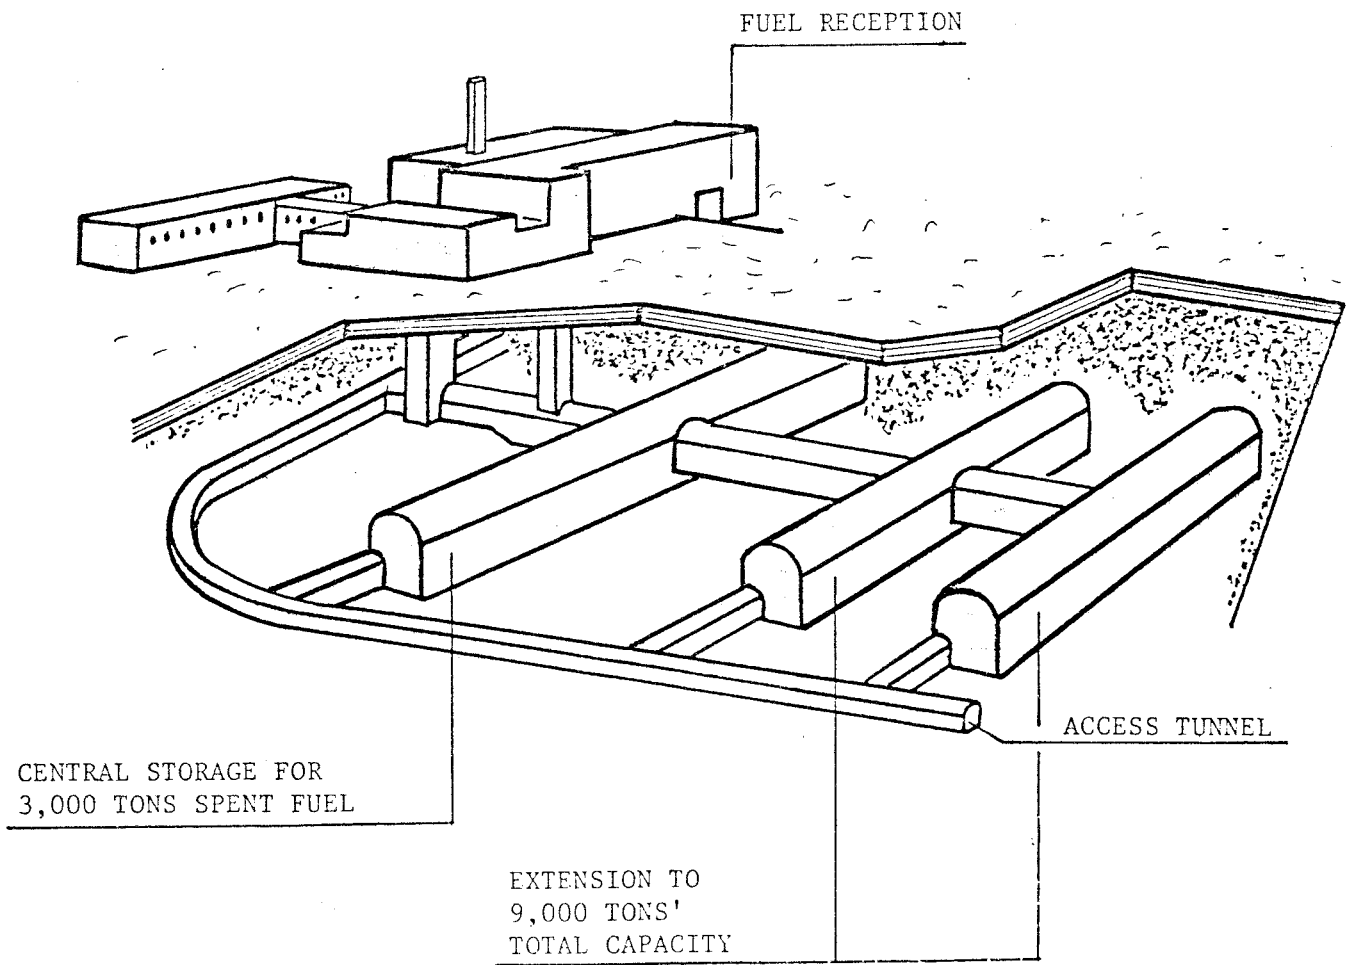 FUEL RECEPTION
ACCESS TUNNEL
CENTRAL STORAGE FOR
3,000 TONS SPENT FUEL
EXTENSION TO
9,000 TONS'
TOTAL CAPACITY